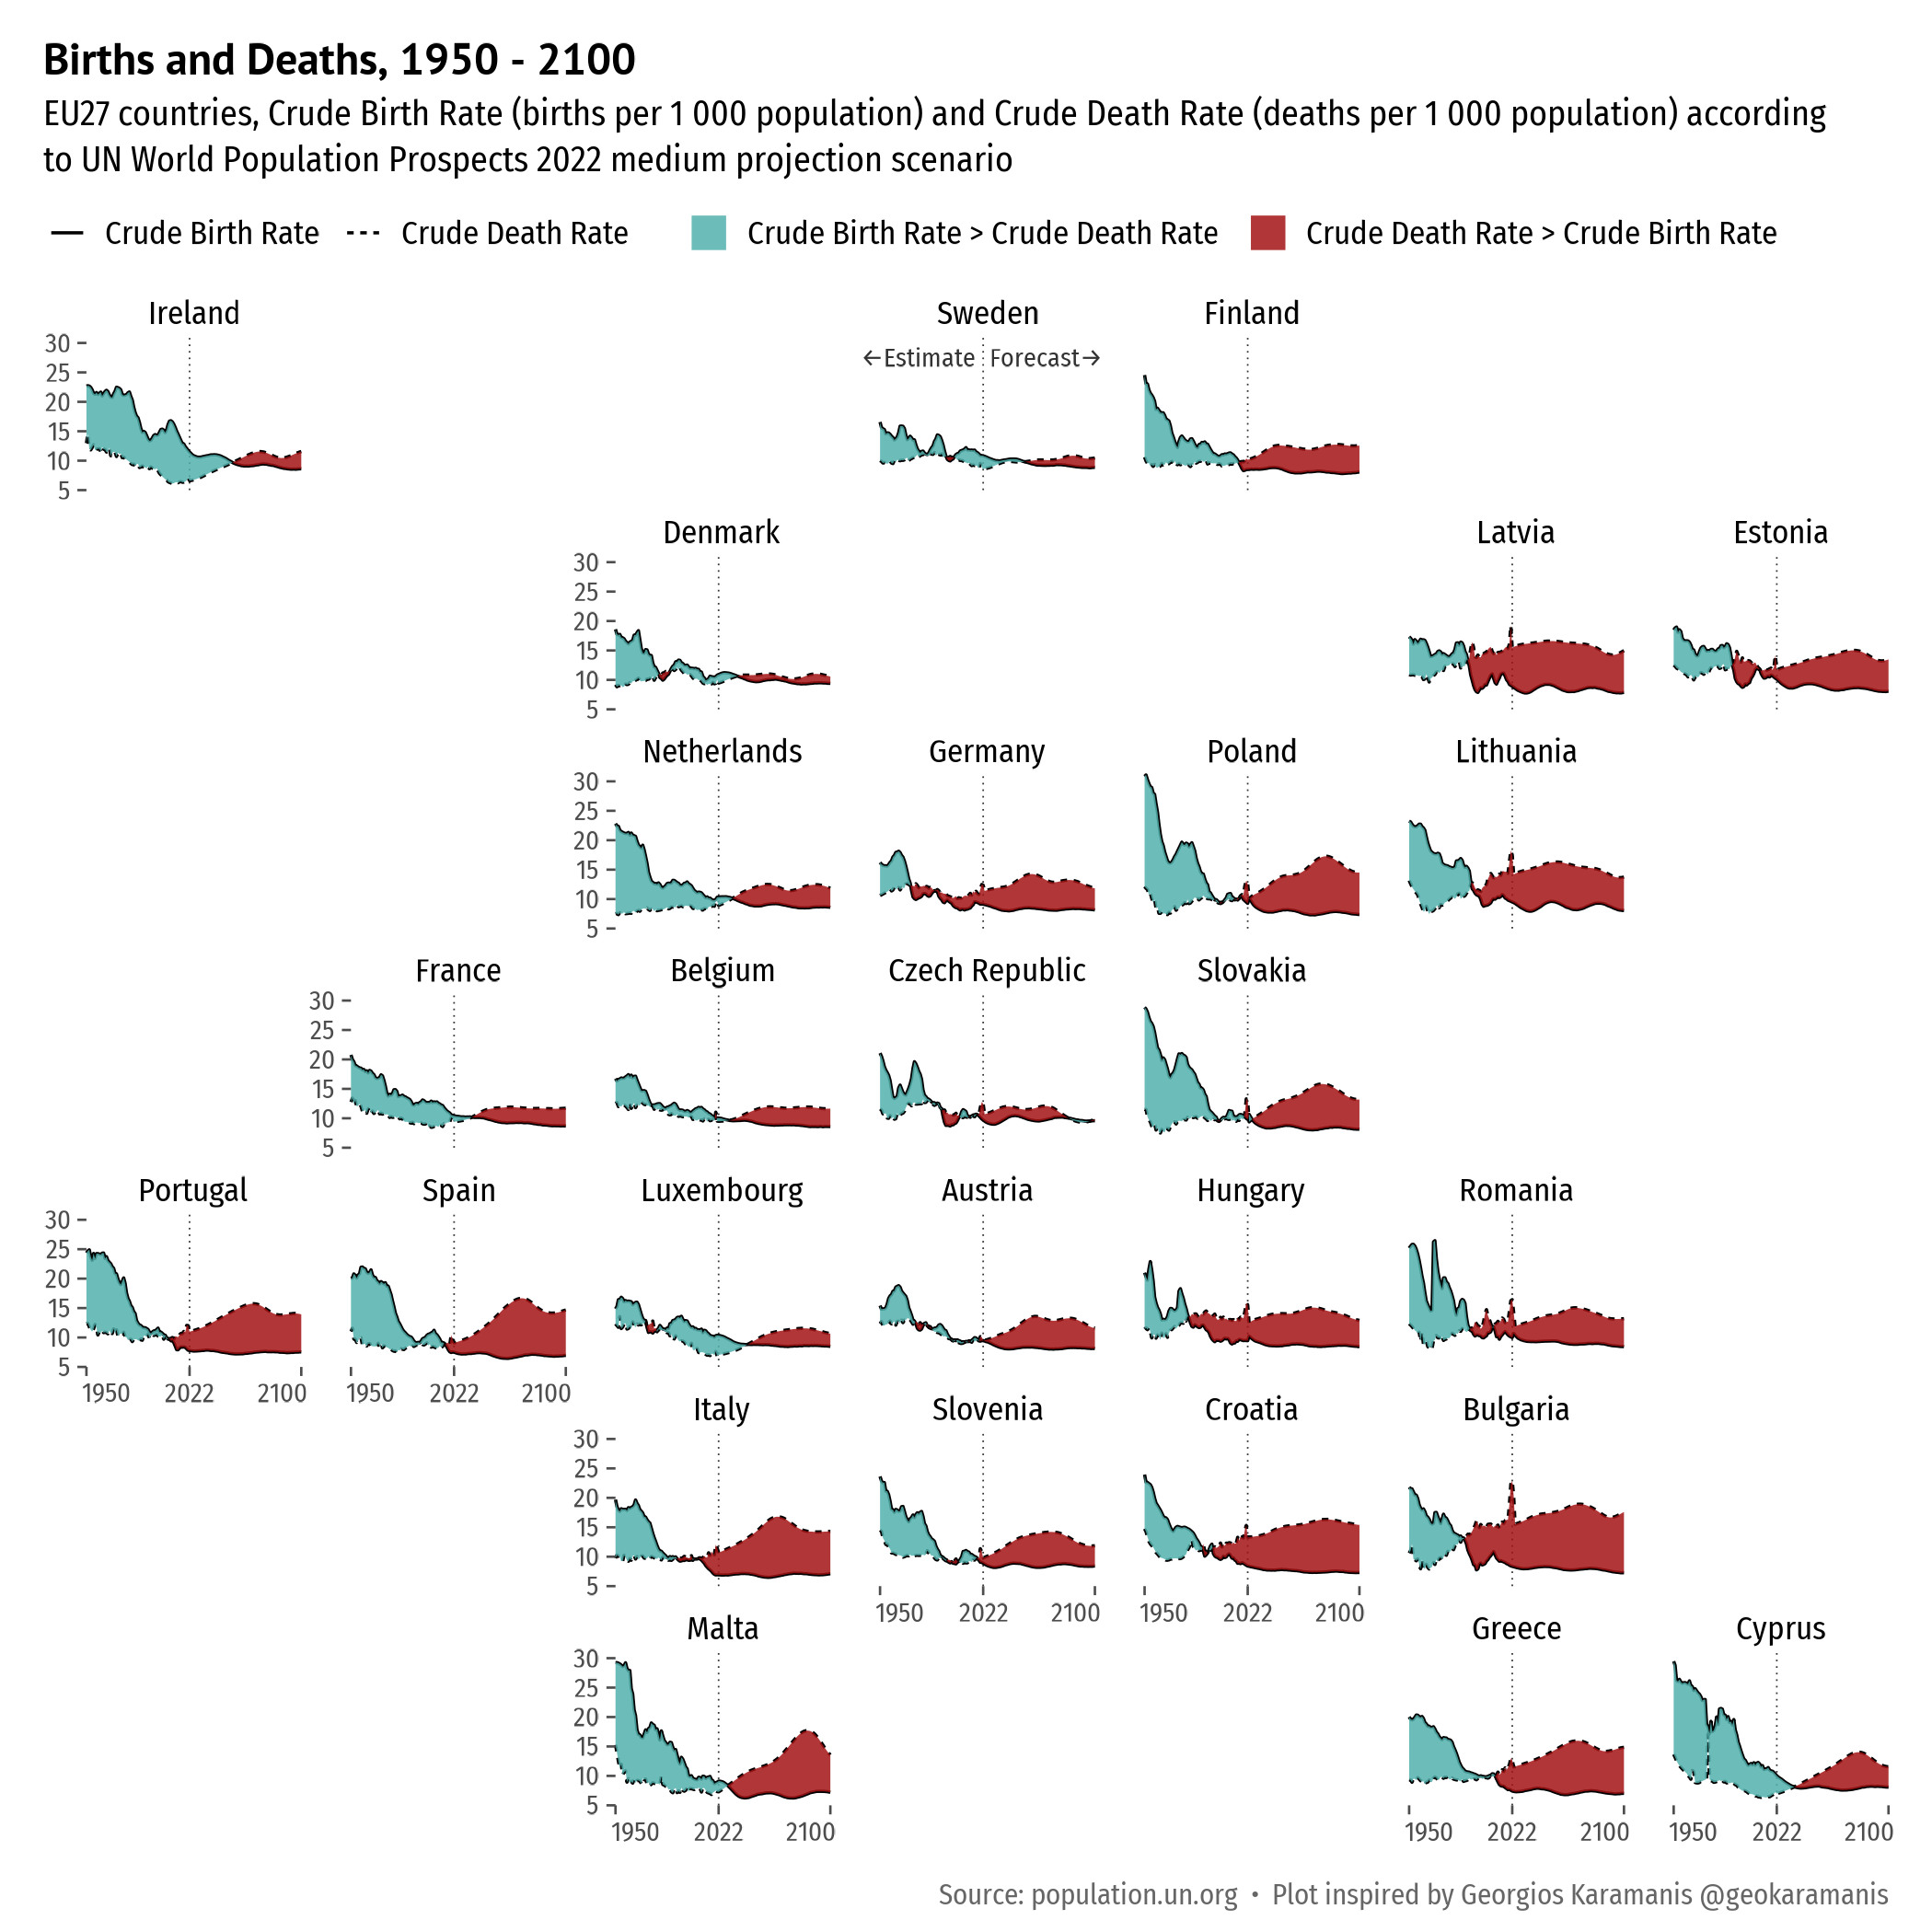 Births and Deaths, 1950 - 2100
EU27 countries, Crude Birth Rate (births per 1 000 population) and Crude Death Rate (deaths per 1 000 population) according
to UN World Population Prospects 2022 medium projection scenario
Crude Birth Rate Crude Death Rate Crude Birth Rate > Crude Death Rate Crude Death Rate > Crude Birth Rate
Ireland Sweden Finland
←Estimate Forecast→
30
25
20
15
10
5
Denmark Latvia Estonia
30
25
20
15
10
5
Netherlands Germany Poland Lithuania
30
25
20
15
10
5
France Belgium Czech Republic Slovakia
30
25
20
15
10
5
Portugal Spain Luxembourg Austria Hungary Romania
30
25
20
15
10
5
1950 2022 2100 1950 2022 2100
Italy Slovenia Croatia Bulgaria
30
25
20
15
10
5
1950 2022 2100 1950 2022 2100
Malta Greece Cyprus
30
25
20
15
10
5
1950 2022 2100 1950 2022 2100 1950 2022 2100
Source: population.un.org • Plot inspired by Georgios Karamanis @geokaramanis